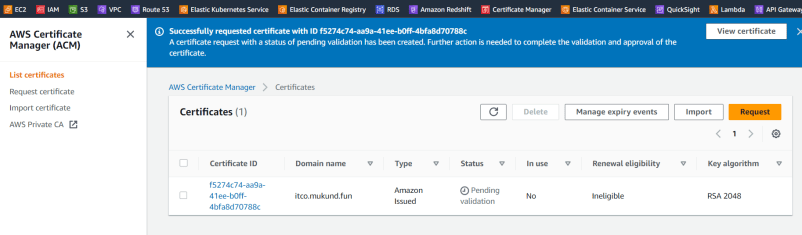 EC2 IAM S3 VPC Route 53 Elastic Kubernetes Service Elastic Container Registry RDS Amazon Redshift Certificate Manager Elastic Container Service QuickSight Lambda API Gateway
AWS Certificate
Manager (ACM)
List certificates
Request certificate
Import certificate
AWS Private CA
Successfully requested certificate with ID f5274c74-aa9a-41ee-b0ff-4bfa8d70788c
A certificate request with a status of pending validation has been created. Further action is needed to complete the validation and approval of the
certificate.
View certificate
AWS Certificate Manager > Certificates
Certificates (1)
Delete Manage expiry events Import Request
1
Certificate ID Domain name Type Status In use Renewal eligibility Key algorithm
f5274c74-aa9a-
41ee-b0ff-
4bfa8d70788c
itco.mukund.fun
Amazon
Issued
Pending
validation
No
Ineligible
RSA 2048